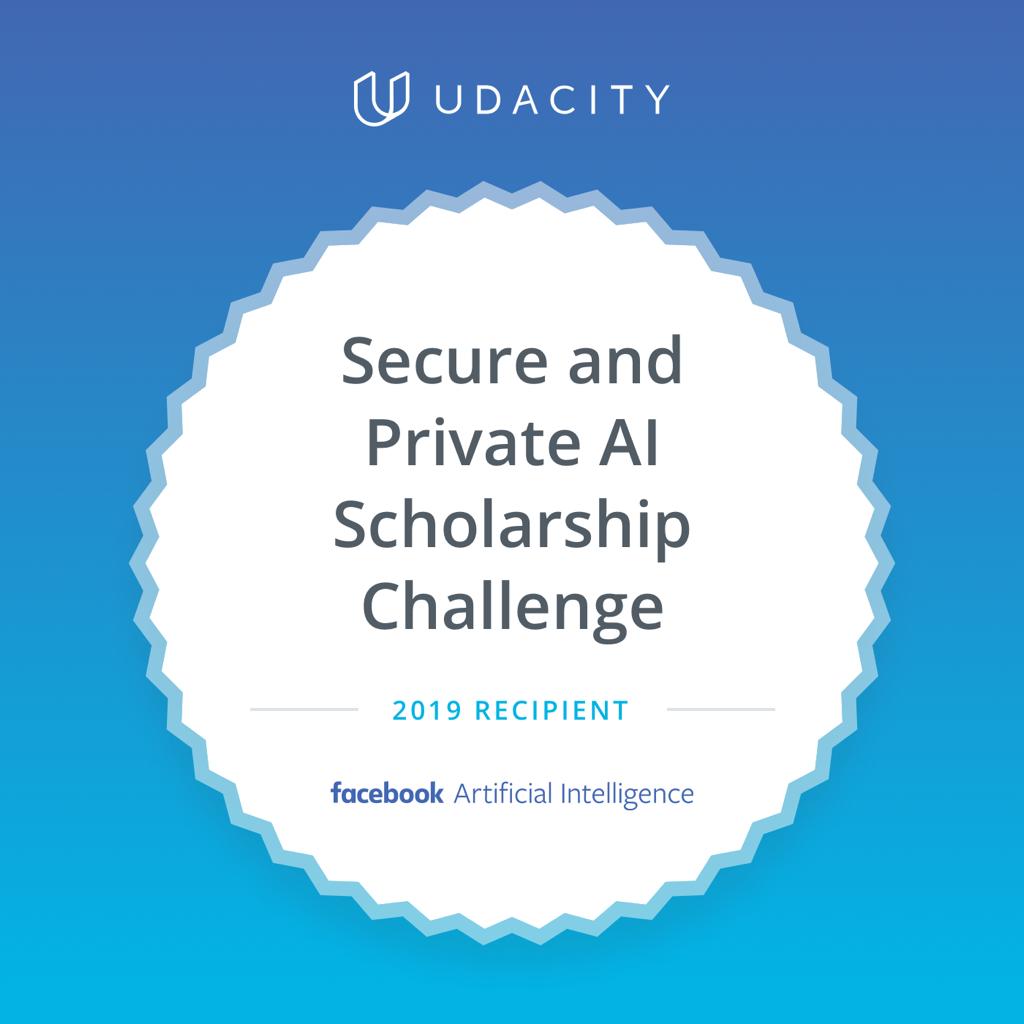 UDACITY
Secure and
Private AI
Scholarship
Challenge
2019 RECIPIENT
facebook Artificial Intelligence